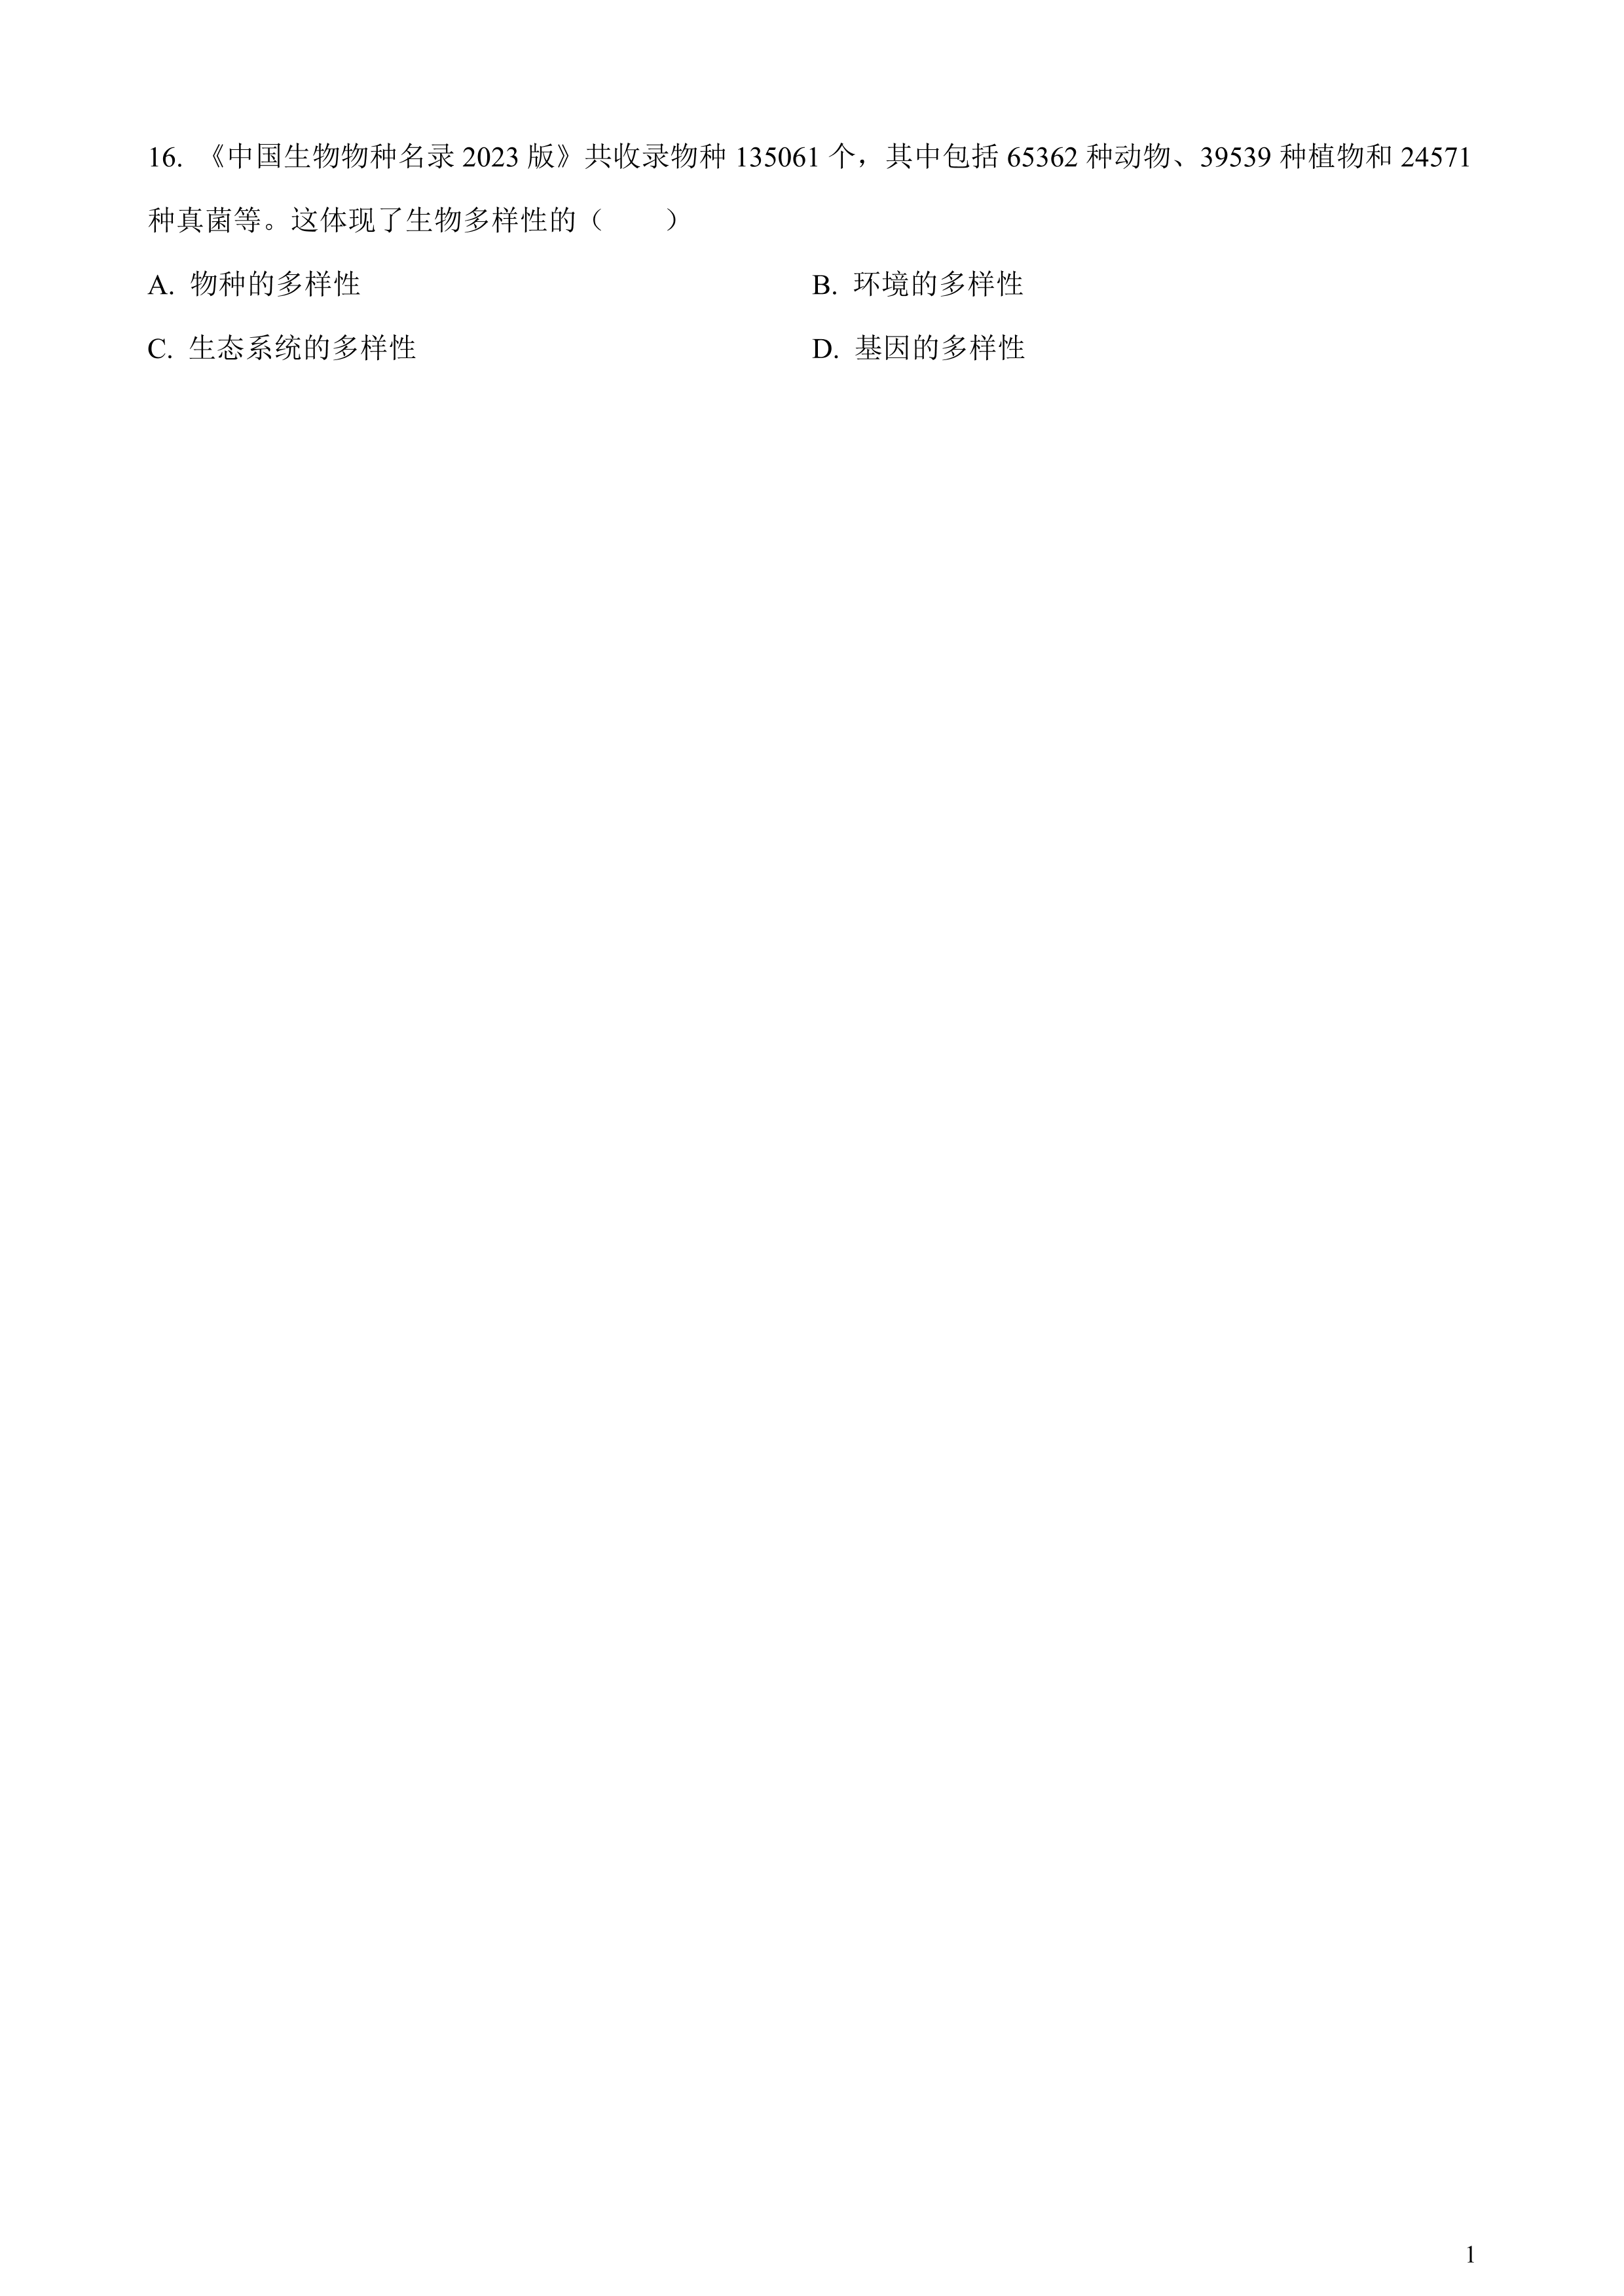 16. 《中国生物物种名录 2023 版》共收录物种 135061 个，其中包括 65362 种动物、39539 种植物和 24571
种真菌等。这体现了生物多样性的（　　）
A. 物种的多样性　　B. 环境的多样性
C. 生态系统的多样性　　D. 基因的多样性
1